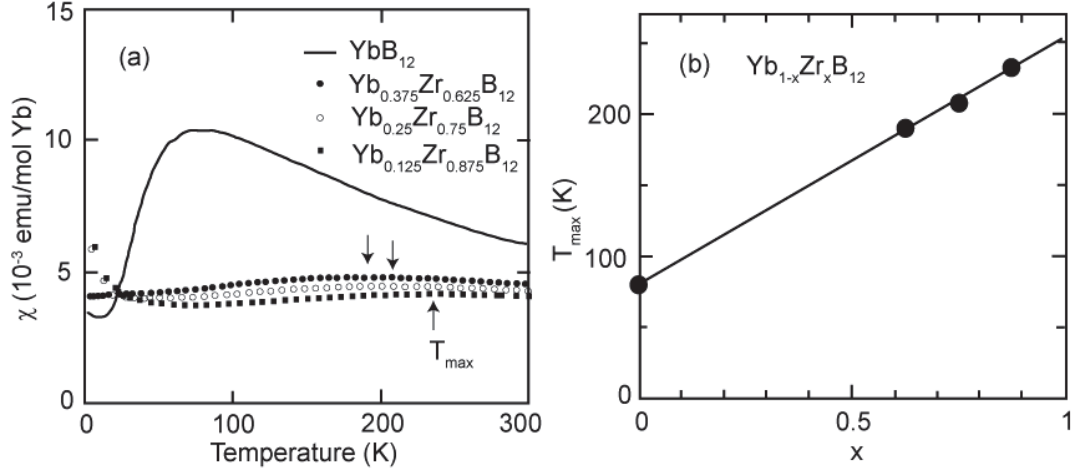 (a)
YbB₁₂
Yb₀.₃₇₅Zr₀.₆₂₅B₁₂
Yb₀.₂₅Zr₀.₇₅B₁₂
Yb₀.₁₂₅Zr₀.₈₇₅B₁₂
χ (10⁻³ emu/mol Yb)
15
10
5
0
Tmax
0 100 200 300
Temperature (K)
(b) Yb₁₋ₓZrₓB₁₂
Tmax (K)
200
100
0
0 0.5 1
x